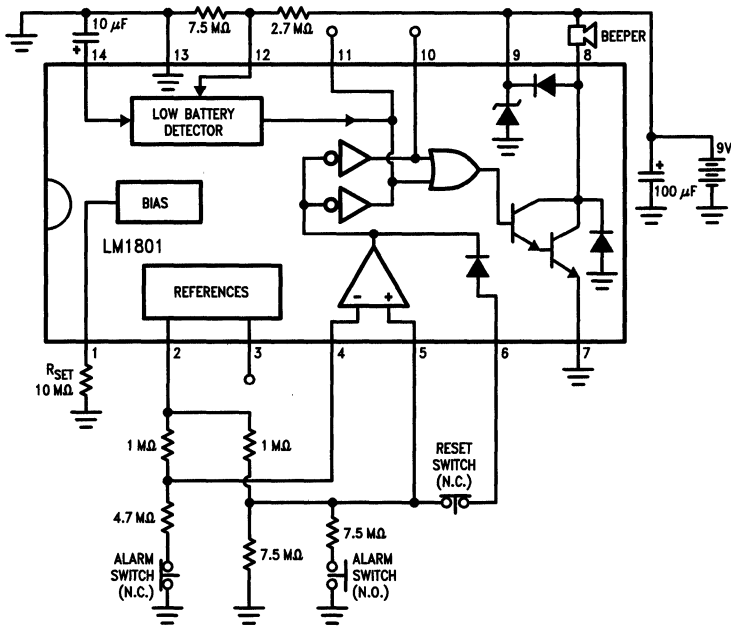 10 μF
7.5 MΩ
2.7 MΩ
BEEPER
+
14
13
12
11
10
9
8
LOW BATTERY
DETECTOR
9V
+
100 μF
BIAS
LM1801
REFERENCES
-
+
1
2
3
4
5
6
7
RSET
10 MΩ
1 MΩ
1 MΩ
RESET
SWITCH
(N.C.)
4.7 MΩ
7.5 MΩ
7.5 MΩ
ALARM
SWITCH
(N.C.)
ALARM
SWITCH
(N.O.)